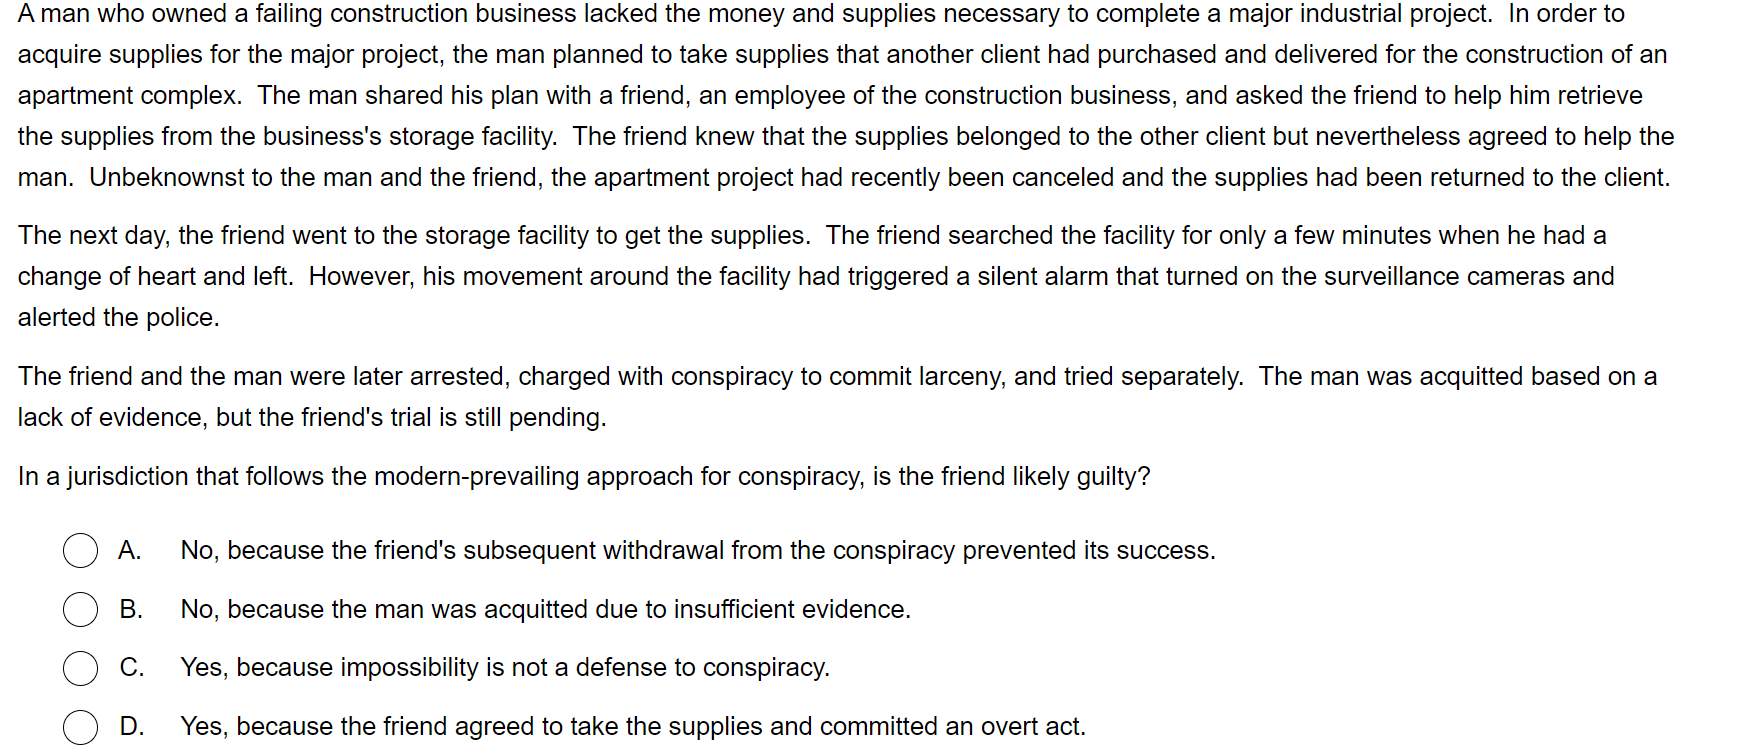 A man who owned a failing construction business lacked the money and supplies necessary to complete a major industrial project.  In order to
acquire supplies for the major project, the man planned to take supplies that another client had purchased and delivered for the construction of an
apartment complex.  The man shared his plan with a friend, an employee of the construction business, and asked the friend to help him retrieve
the supplies from the business's storage facility.  The friend knew that the supplies belonged to the other client but nevertheless agreed to help the
man.  Unbeknownst to the man and the friend, the apartment project had recently been canceled and the supplies had been returned to the client.
The next day, the friend went to the storage facility to get the supplies.  The friend searched the facility for only a few minutes when he had a
change of heart and left.  However, his movement around the facility had triggered a silent alarm that turned on the surveillance cameras and
alerted the police.
The friend and the man were later arrested, charged with conspiracy to commit larceny, and tried separately.  The man was acquitted based on a
lack of evidence, but the friend's trial is still pending.
In a jurisdiction that follows the modern-prevailing approach for conspiracy, is the friend likely guilty?
A. No, because the friend's subsequent withdrawal from the conspiracy prevented its success.
B. No, because the man was acquitted due to insufficient evidence.
C. Yes, because impossibility is not a defense to conspiracy.
D. Yes, because the friend agreed to take the supplies and committed an overt act.